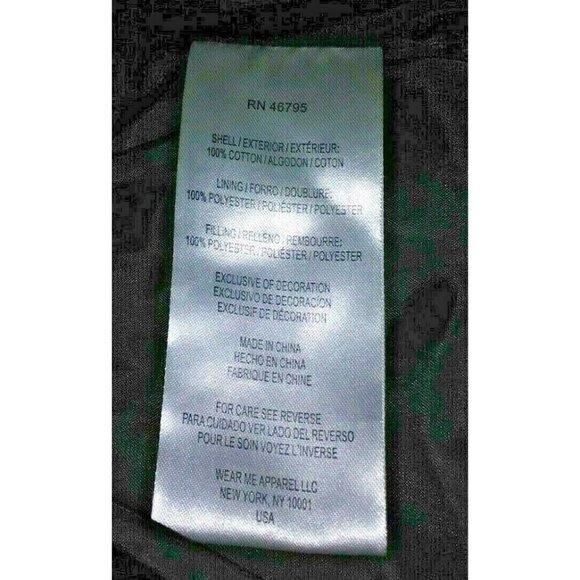 RN 46795
SHELL / EXTERIOR / EXTÉRIEUR:
100% COTTON / ALGODON / COTON
LINING / FORRO / DOUBLURE:
100% POLYESTER / POLIÉSTER / POLYESTER
FILLING / RELLENO / REMBOURRE:
100% POLYESTER / POLIÉSTER / POLYESTER
EXCLUSIVE OF DECORATION
EXCLUSIVO DE DECORACION
EXCLUSIF DE DÉCORATION
MADE IN CHINA
HECHO EN CHINA
FABRIQUE EN CHINE
FOR CARE SEE REVERSE
PARA CUIDADO VER LADO DEL REVERSO
POUR LE SOIN VOYEZ L'INVERSE
WEAR ME APPAREL LLC
NEW YORK, NY 10001
USA